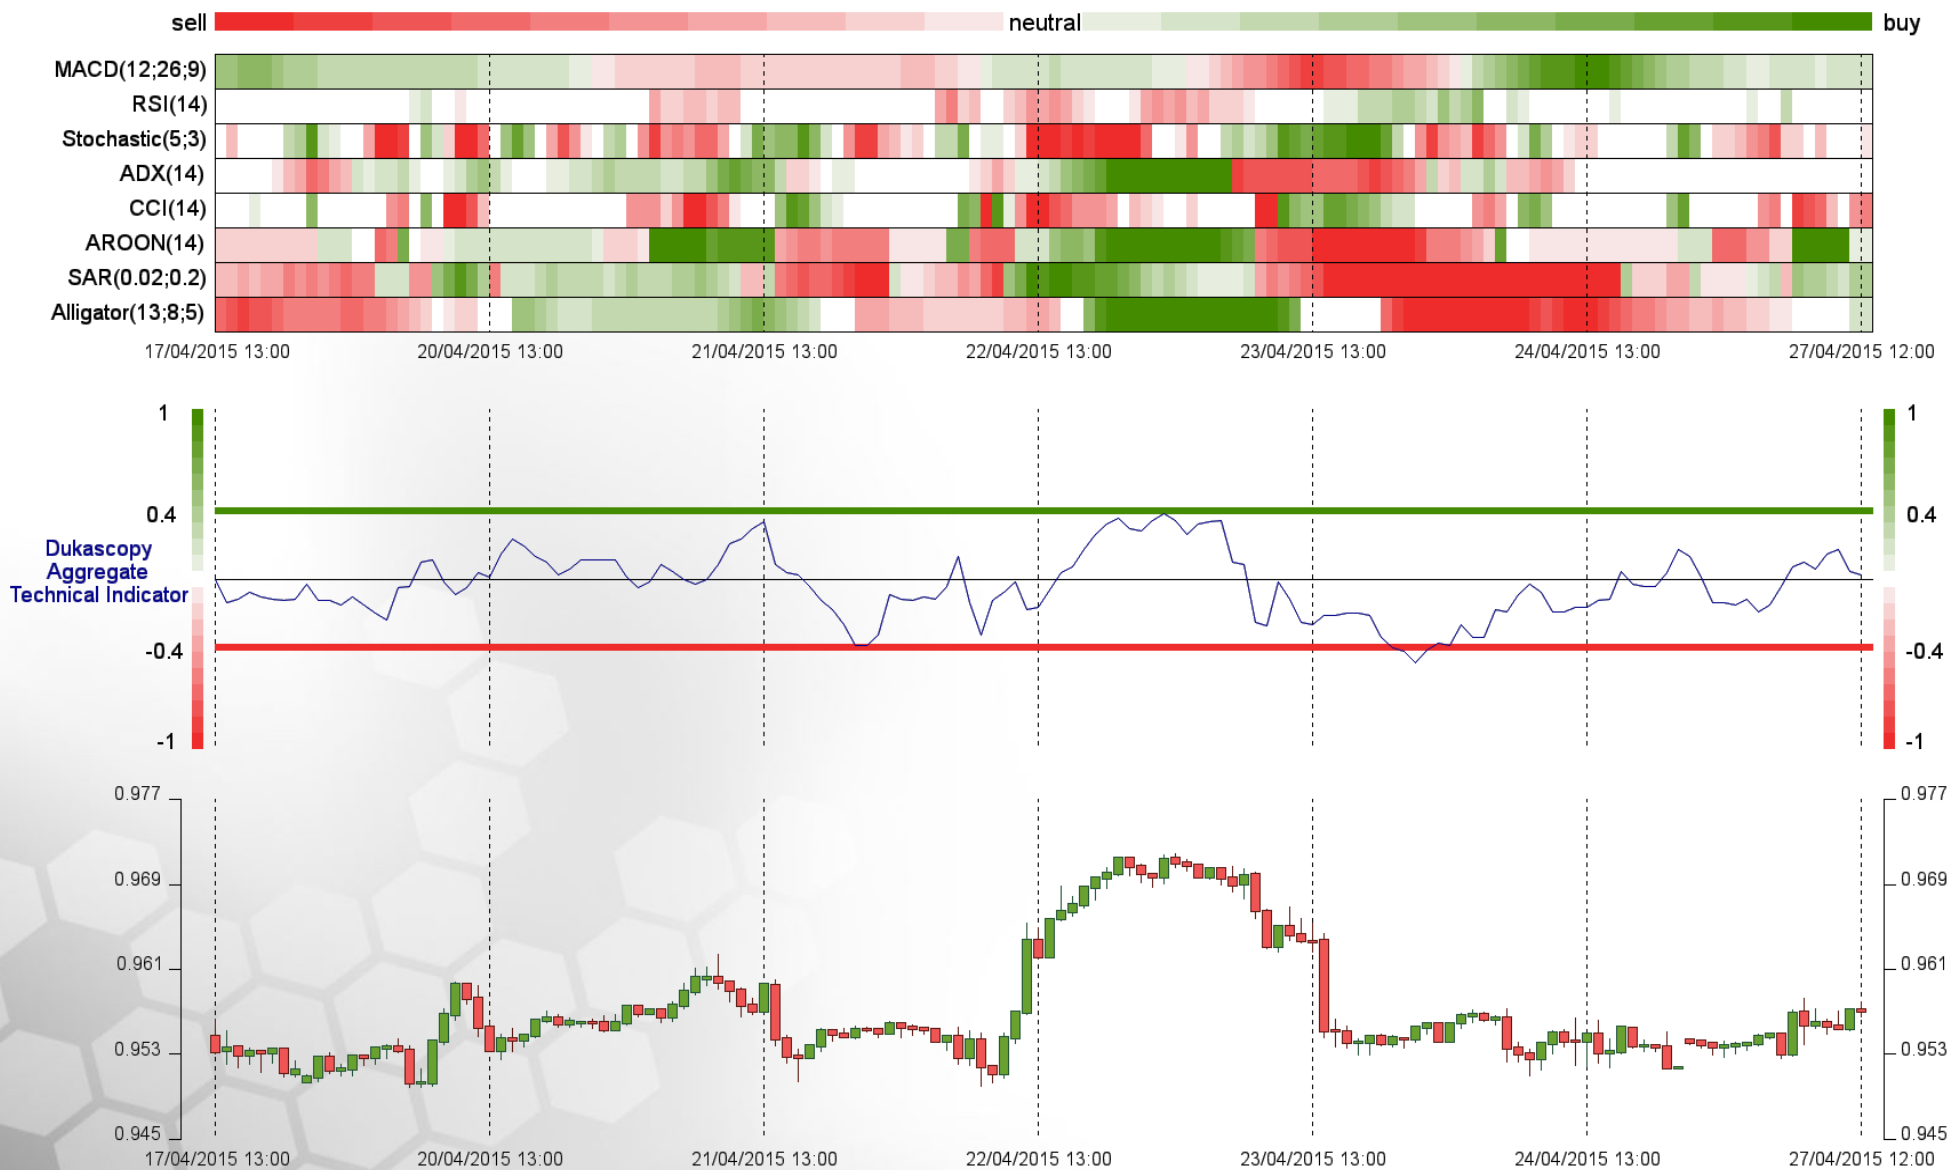 sell neutral buy
MACD(12;26;9)
RSI(14)
Stochastic(5;3)
ADX(14)
CCI(14)
AROON(14)
SAR(0.02;0.2)
Alligator(13;8;5)
17/04/2015 13:00 20/04/2015 13:00 21/04/2015 13:00 22/04/2015 13:00 23/04/2015 13:00 24/04/2015 13:00 27/04/2015 12:00
1 1
0.4 0.4
Dukascopy
Aggregate
Technical Indicator
-0.4 -0.4
-1 -1
0.977 0.977
0.969 0.969
0.961 0.961
0.953 0.953
0.945 0.945
17/04/2015 13:00 20/04/2015 13:00 21/04/2015 13:00 22/04/2015 13:00 23/04/2015 13:00 24/04/2015 13:00 27/04/2015 12:00